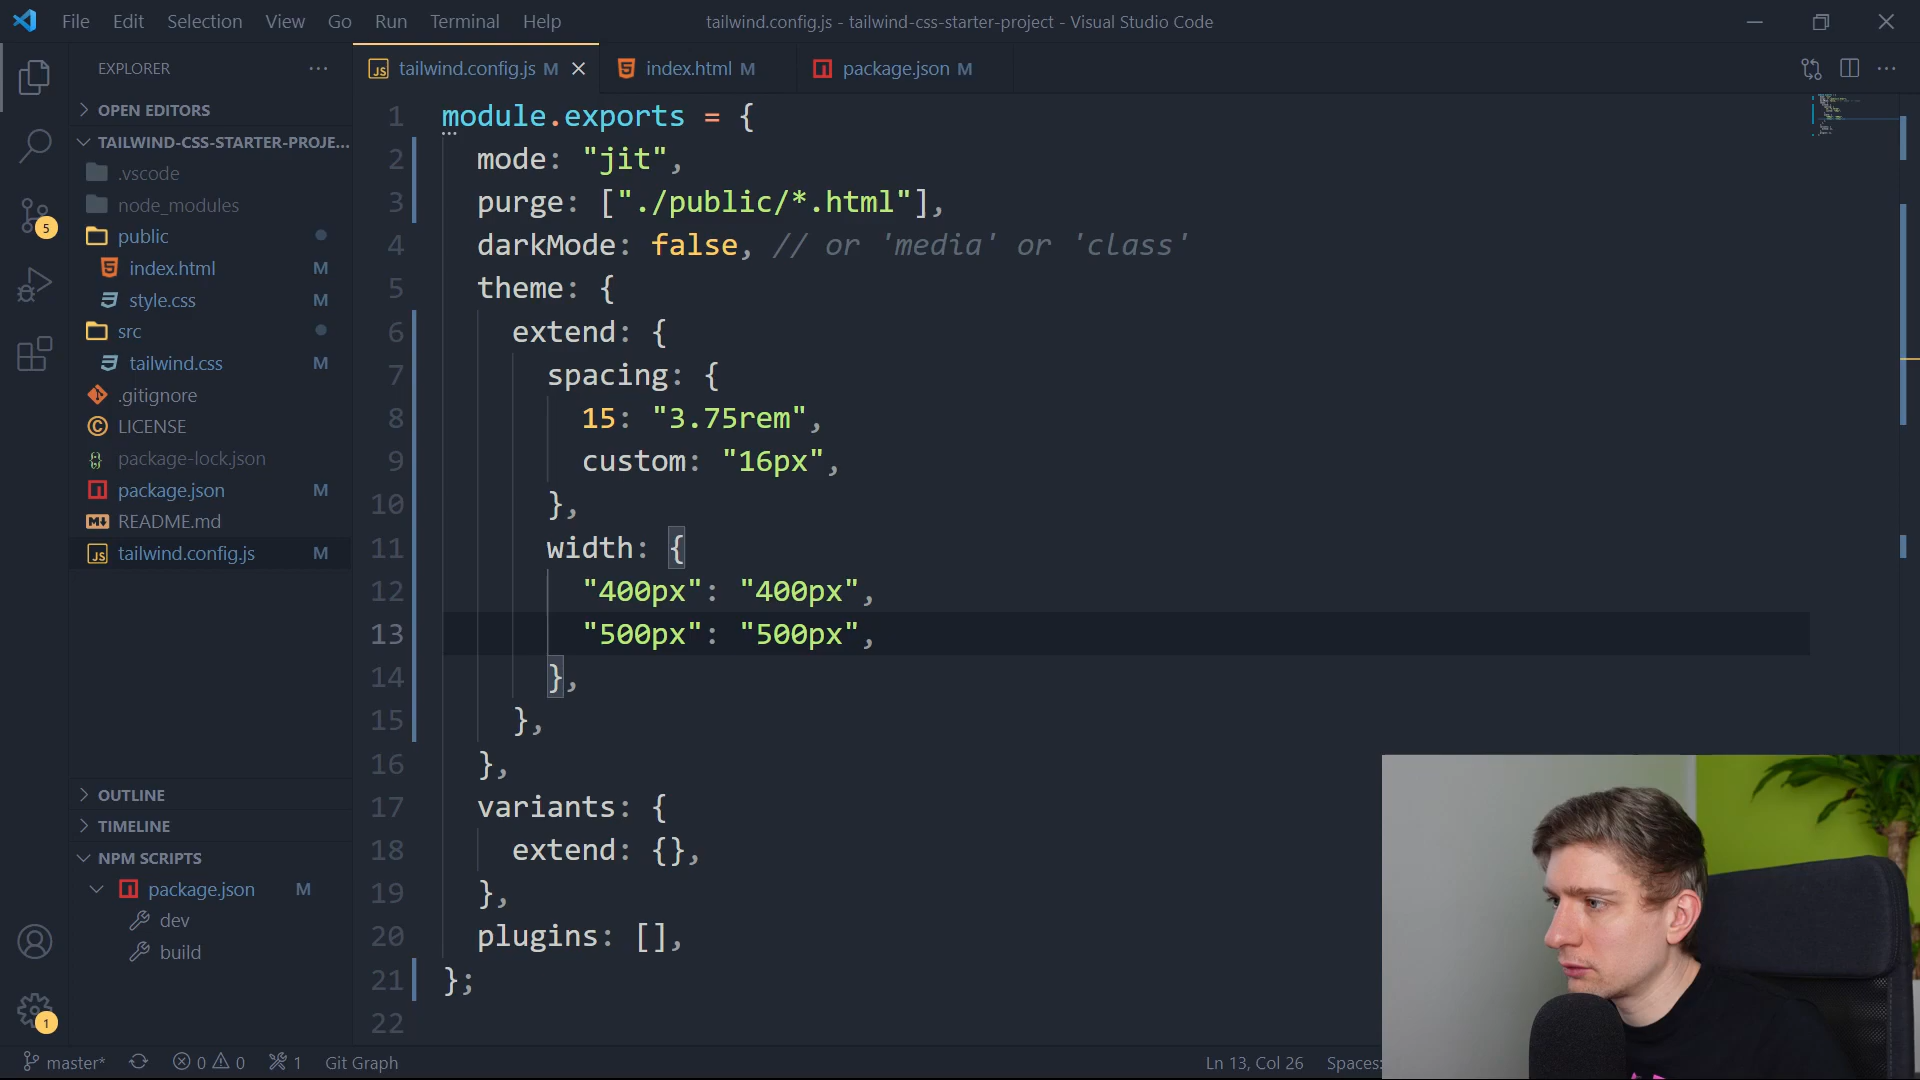 File Edit Selection View Go Run Terminal Help
tailwind.config.js - tailwind-css-starter-project - Visual Studio Code
EXPLORER
OPEN EDITORS
TAILWIND-CSS-STARTER-PROJE...
.vscode
node_modules
public
index.html M
style.css M
src
tailwind.css M
.gitignore
LICENSE
package-lock.json
package.json M
README.md
tailwind.config.js M
OUTLINE
TIMELINE
NPM SCRIPTS
package.json M
dev
build
5
1
tailwind.config.js M index.html M package.json M
1 module.exports = {
2 mode: "jit",
3 purge: ["./public/*.html"],
4 darkMode: false, // or 'media' or 'class'
5 theme: {
6 extend: {
7 spacing: {
8 15: "3.75rem",
9 custom: "16px",
10 },
11 width: {
12 "400px": "400px",
13 "500px": "500px",
14 },
15 },
16 },
17 variants: {
18 extend: {},
19 },
20 plugins: [],
21 };
22
master* 0 0 1 Git Graph
Ln 13, Col 26 Spaces: